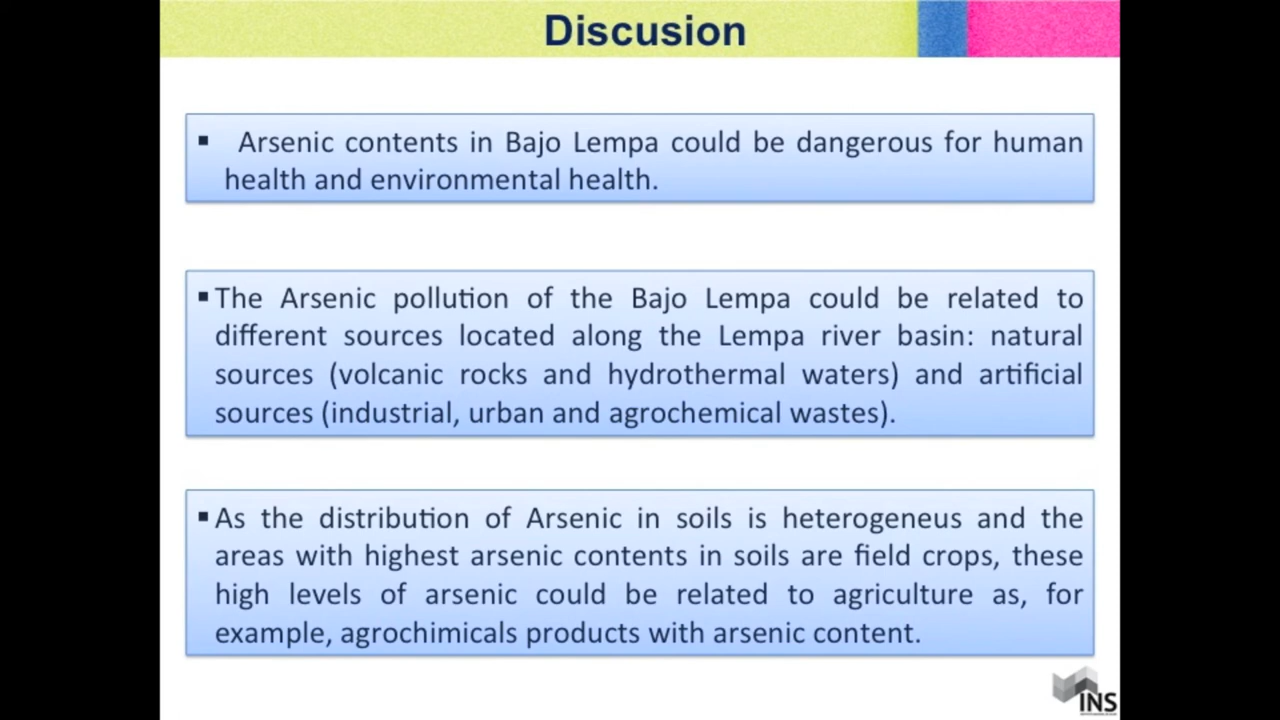 Discusion
▪ Arsenic contents in Bajo Lempa could be dangerous for human
health and environmental health.
▪ The Arsenic pollution of the Bajo Lempa could be related to
different sources located along the Lempa river basin: natural
sources (volcanic rocks and hydrothermal waters) and artificial
sources (industrial, urban and agrochemical wastes).
▪ As the distribution of Arsenic in soils is heterogeneus and the
areas with highest arsenic contents in soils are field crops, these
high levels of arsenic could be related to agriculture as, for
example, agrochimicals products with arsenic content.
INS